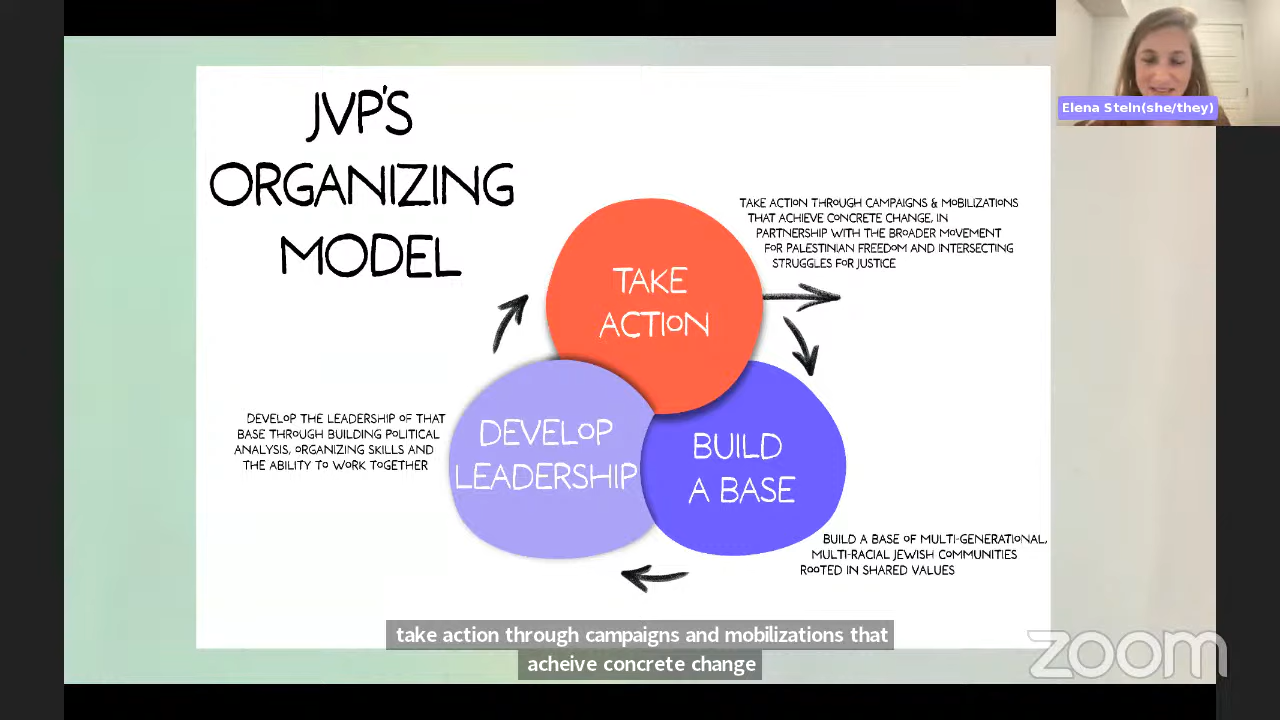 JVP'S
ORGANIZING
MODEL
Elena Stein(she/they)
TAKE ACTION THROUGH CAMPAIGNS & MOBILIZATIONS
THAT ACHIEVE CONCRETE CHANGE, IN
PARTNERSHIP WITH THE BROADER MOVEMENT
FOR PALESTINIAN FREEDOM AND INTERSECTING
STRUGGLES FOR JUSTICE
TAKE
ACTION
DEVELOP THE LEADERSHIP OF THAT
BASE THROUGH BUILDING POLITICAL
ANALYSIS, ORGANIZING SKILLS AND
THE ABILITY TO WORK TOGETHER
DEVELOP
LEADERSHIP
BUILD
A BASE
BUILD A BASE OF MULTI-GENERATIONAL,
MULTI-RACIAL JEWISH COMMUNITIES
ROOTED IN SHARED VALUES
take action through campaigns and mobilizations that
acheive concrete change
zoom